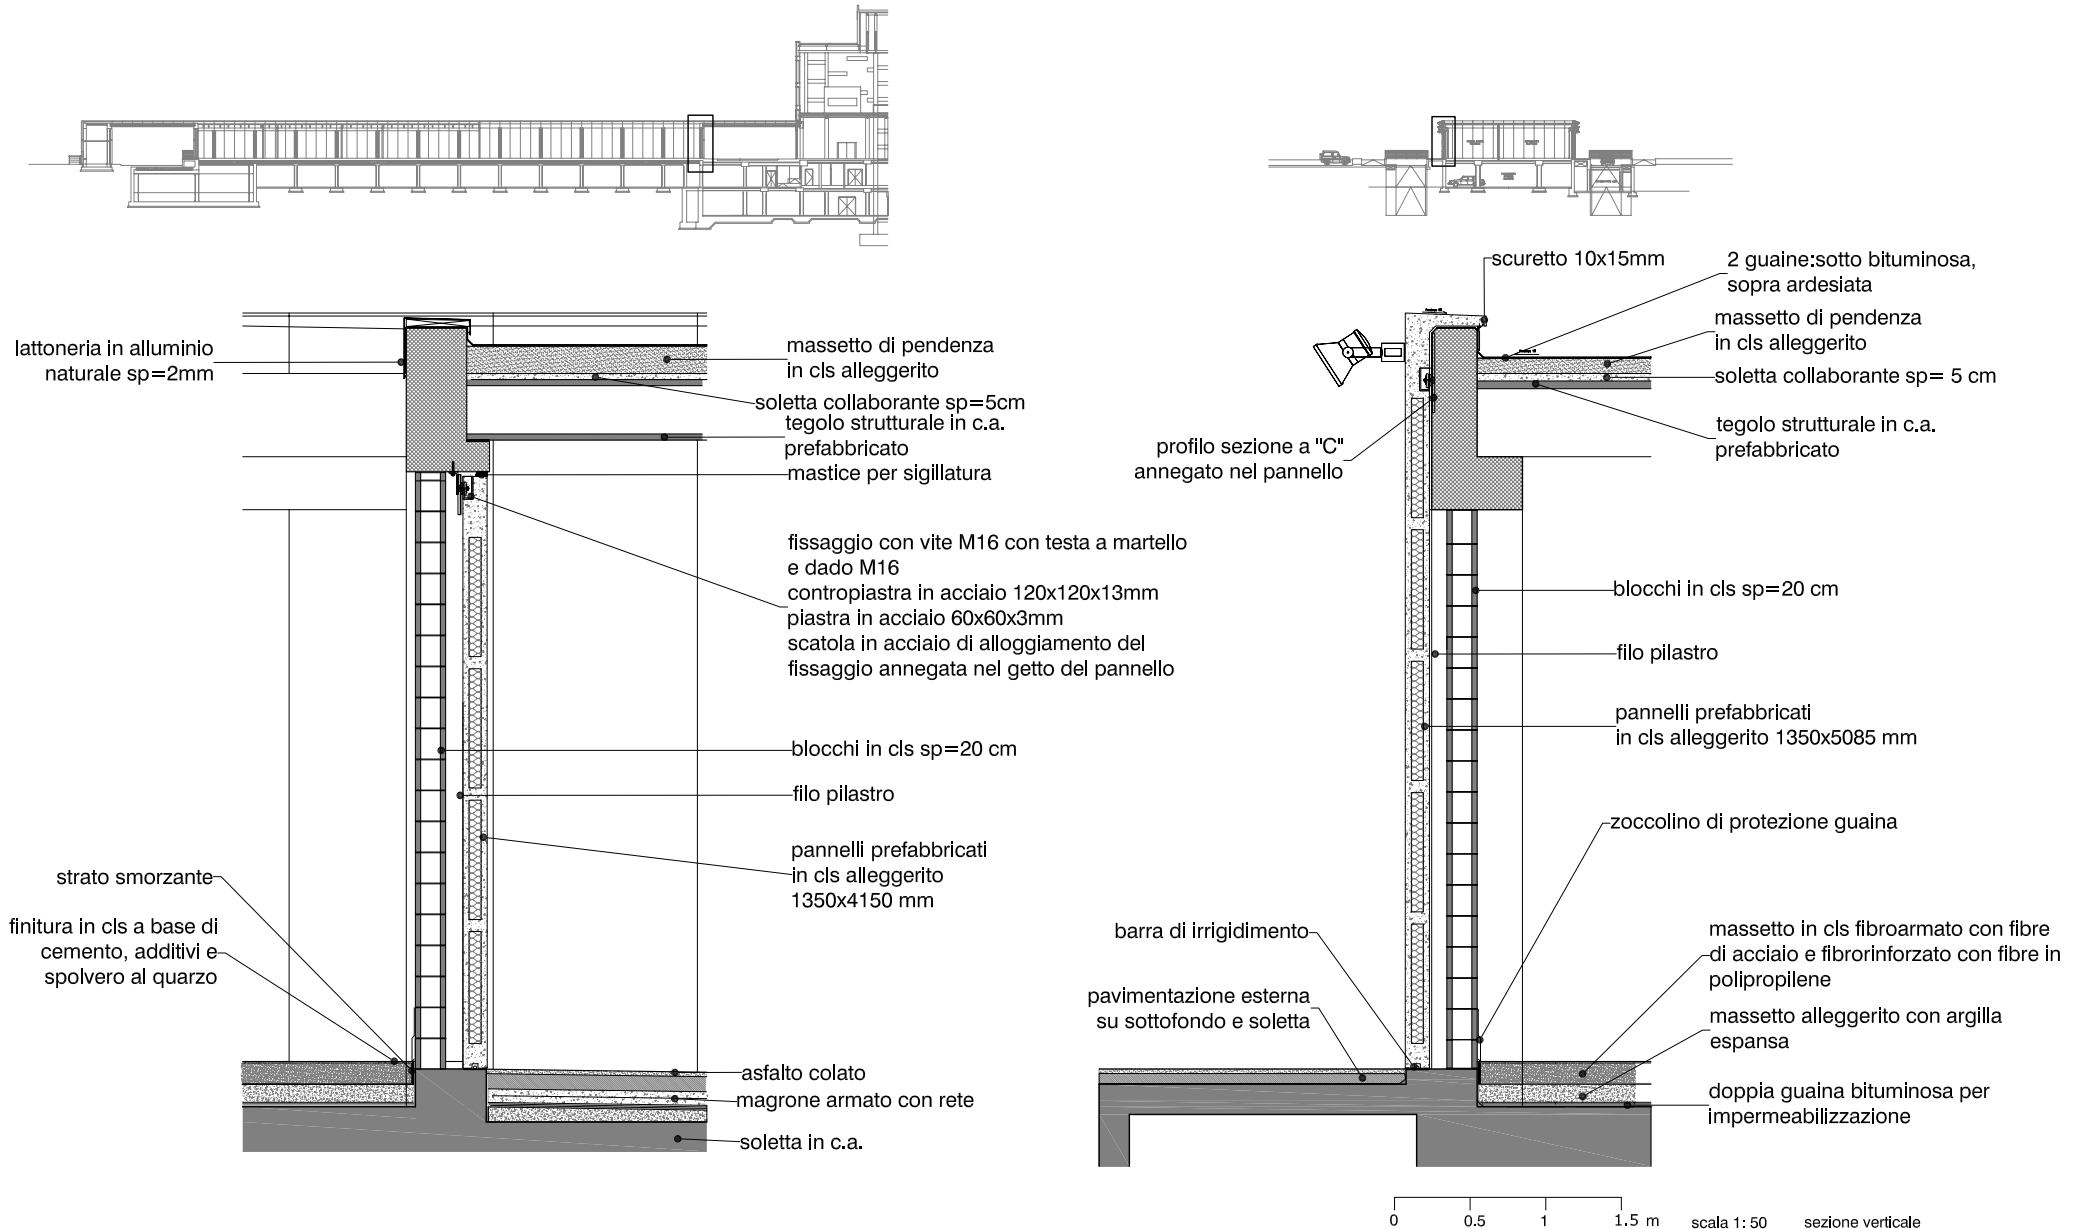 lattoneria in alluminio
naturale sp=2mm
massetto di pendenza
in cls alleggerito
soletta collaborante sp=5cm
tegolo strutturale in c.a.
prefabbricato
mastice per sigillatura
fissaggio con vite M16 con testa a martello
e dado M16
contropiastra in acciaio 120x120x13mm
piastra in acciaio 60x60x3mm
scatola in acciaio di alloggiamento del
fissaggio annegata nel getto del pannello
blocchi in cls sp=20 cm
filo pilastro
pannelli prefabbricati
in cls alleggerito
1350x4150 mm
strato smorzante
finitura in cls a base di
cemento, additivi e
spolvero al quarzo
asfalto colato
magrone armato con rete
soletta in c.a.
scuretto 10x15mm
2 guaine:sotto bituminosa,
sopra ardesiata
massetto di pendenza
in cls alleggerito
soletta collaborante sp= 5 cm
tegolo strutturale in c.a.
prefabbricato
profilo sezione a "C"
annegato nel pannello
blocchi in cls sp=20 cm
filo pilastro
pannelli prefabbricati
in cls alleggerito 1350x5085 mm
zoccolino di protezione guaina
barra di irrigidimento
pavimentazione esterna
su sottofondo e soletta
massetto in cls fibroarmato con fibre
di acciaio e fibrorinforzato con fibre in
polipropilene
massetto alleggerito con argilla
espansa
doppia guaina bituminosa per
impermeabilizzazione
0 0.5 1 1.5 m
scala 1: 50 sezione verticale